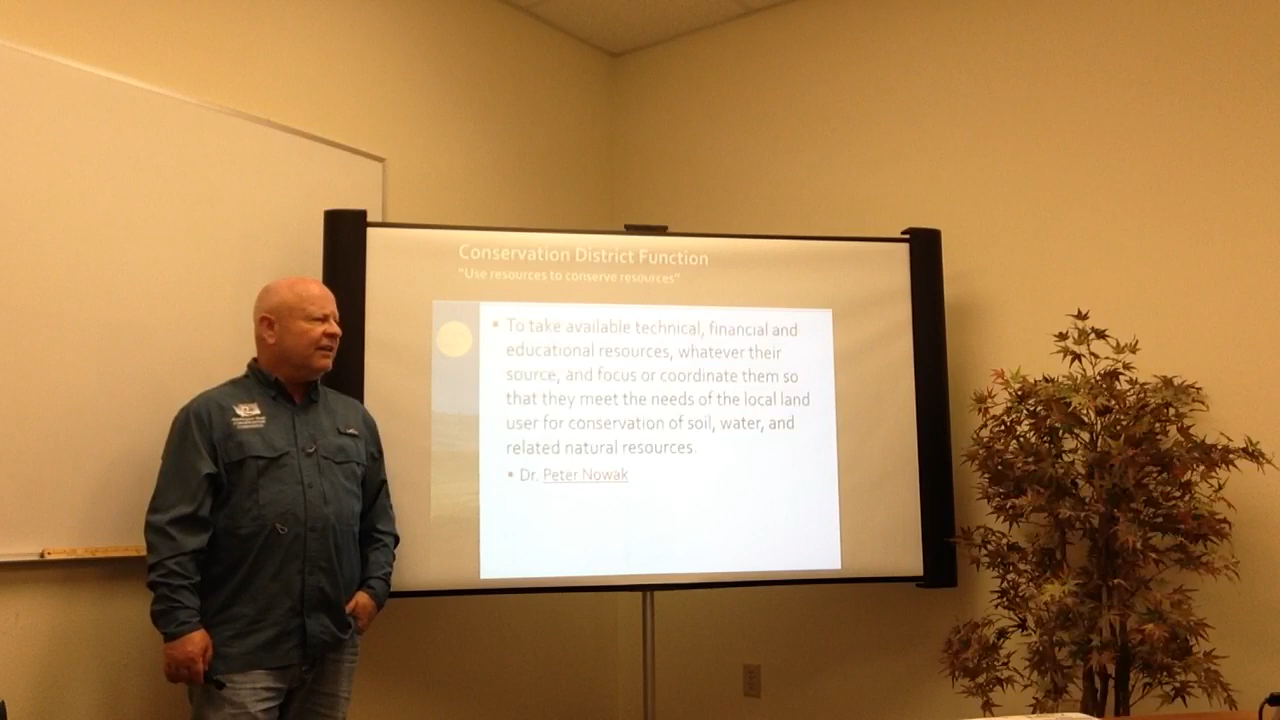 Conservation District Function
"Use resources to conserve resources"
To take available technical, financial and
educational resources, whatever their
source, and focus or coordinate them so
that they meet the needs of the local land
user for conservation of soil, water, and
related natural resources.
Dr. Peter Nowak